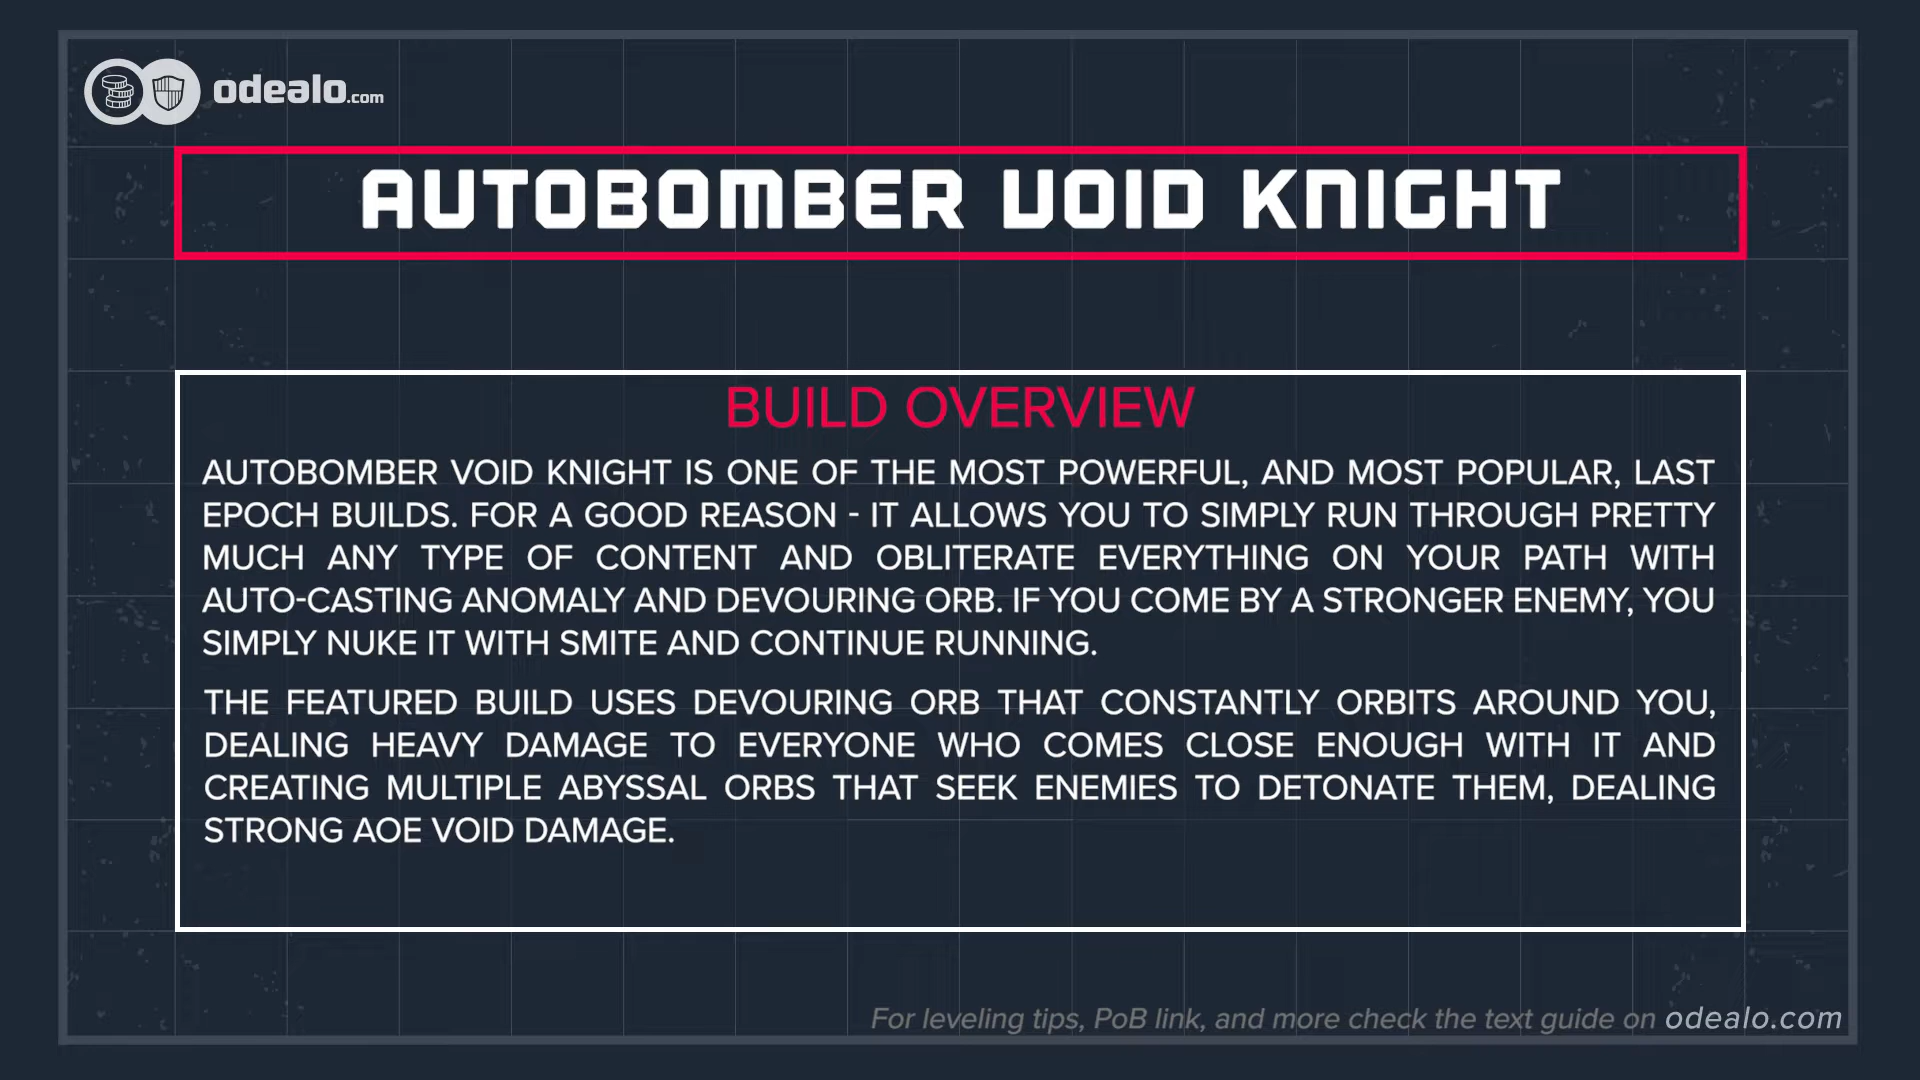 odealo.com
AUTOBOMBER VOID KNIGHT
BUILD OVERVIEW
AUTOBOMBER VOID KNIGHT IS ONE OF THE MOST POWERFUL, AND MOST POPULAR, LAST
EPOCH BUILDS. FOR A GOOD REASON - IT ALLOWS YOU TO SIMPLY RUN THROUGH PRETTY
MUCH ANY TYPE OF CONTENT AND OBLITERATE EVERYTHING ON YOUR PATH WITH
AUTO-CASTING ANOMALY AND DEVOURING ORB. IF YOU COME BY A STRONGER ENEMY, YOU
SIMPLY NUKE IT WITH SMITE AND CONTINUE RUNNING.
THE FEATURED BUILD USES DEVOURING ORB THAT CONSTANTLY ORBITS AROUND YOU,
DEALING HEAVY DAMAGE TO EVERYONE WHO COMES CLOSE ENOUGH WITH IT AND
CREATING MULTIPLE ABYSSAL ORBS THAT SEEK ENEMIES TO DETONATE THEM, DEALING
STRONG AOE VOID DAMAGE.
For leveling tips, PoB link, and more check the text guide on odealo.com